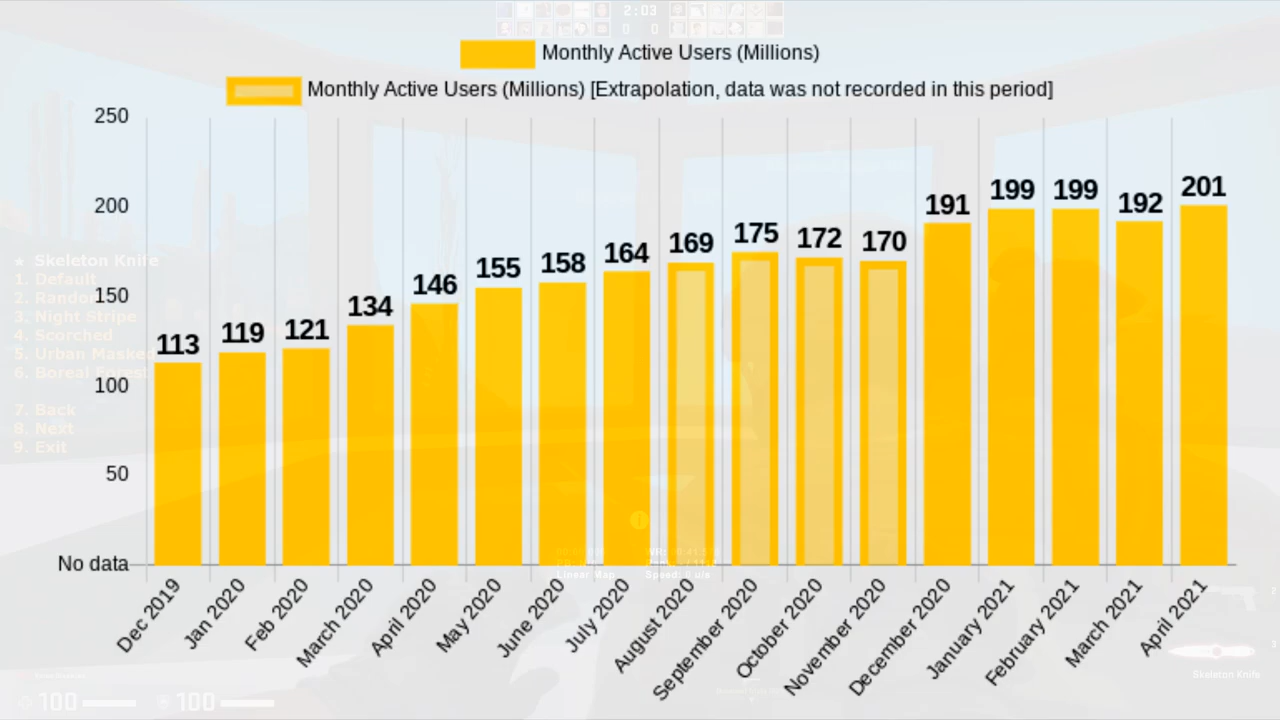 2:03
0 0
Monthly Active Users (Millions)
Monthly Active Users (Millions) [Extrapolation, data was not recorded in this period]
250
200
150
100
50
No data
113
119
121
134
146
155
158
164
169
175
172
170
191
199
199
192
201
Dec 2019
Jan 2020
Feb 2020
March 2020
April 2020
May 2020
June 2020
July 2020
August 2020
September 2020
October 2020
November 2020
December 2020
January 2021
February 2021
March 2021
April 2021
★ Skeleton Knife
1. Default
2. Random
3. Night Stripe
4. Scorched
5. Urban Masked
6. Boreal Forest
7. Back
8. Next
9. Exit
Linear Map
100
100
Skeleton Knife